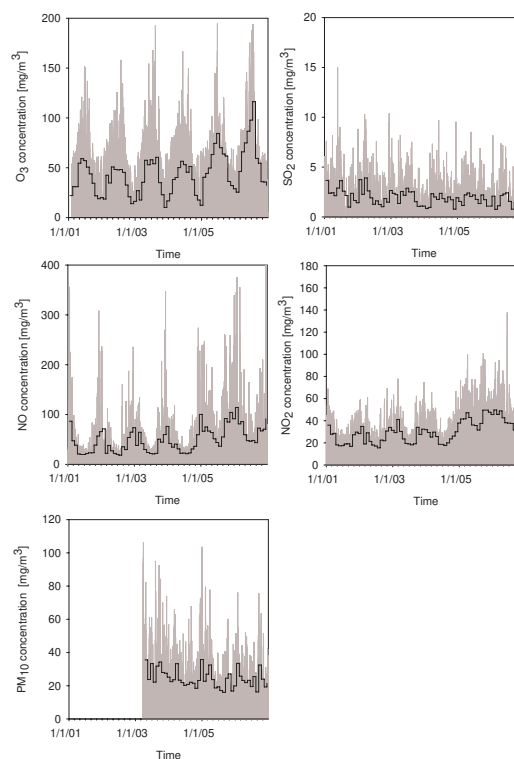 200
150
100
50
0
O3 concentration [mg/m3]
1/1/01 1/1/03 1/1/05
Time
20
15
10
5
0
SO2 concentration [mg/m3]
1/1/01 1/1/03 1/1/05
Time
400
300
200
100
0
NO concentration [mg/m3]
1/1/01 1/1/03 1/1/05
Time
180
160
140
120
100
80
60
40
20
0
NO2 concentration [mg/m3]
1/1/01 1/1/03 1/1/05
Time
120
100
80
60
40
20
0
PM10 concentration [mg/m3]
1/1/01 1/1/03 1/1/05
Time